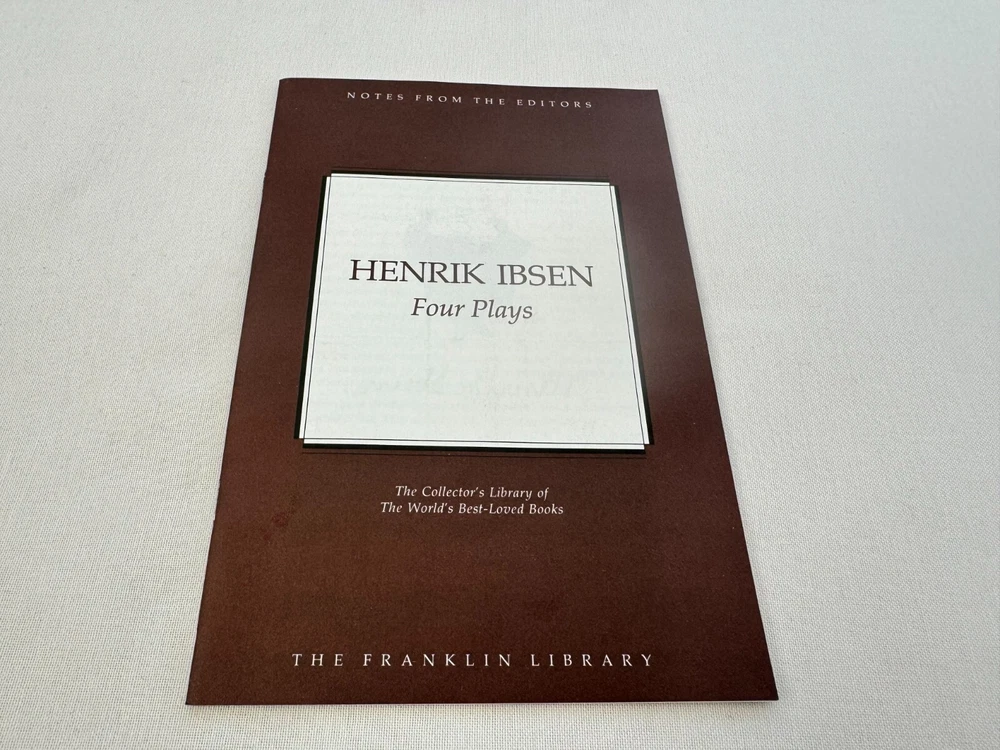 NOTES FROM THE EDITORS
HENRIK IBSEN
Four Plays
The Collector's Library of
The World's Best-Loved Books
THE FRANKLIN LIBRARY